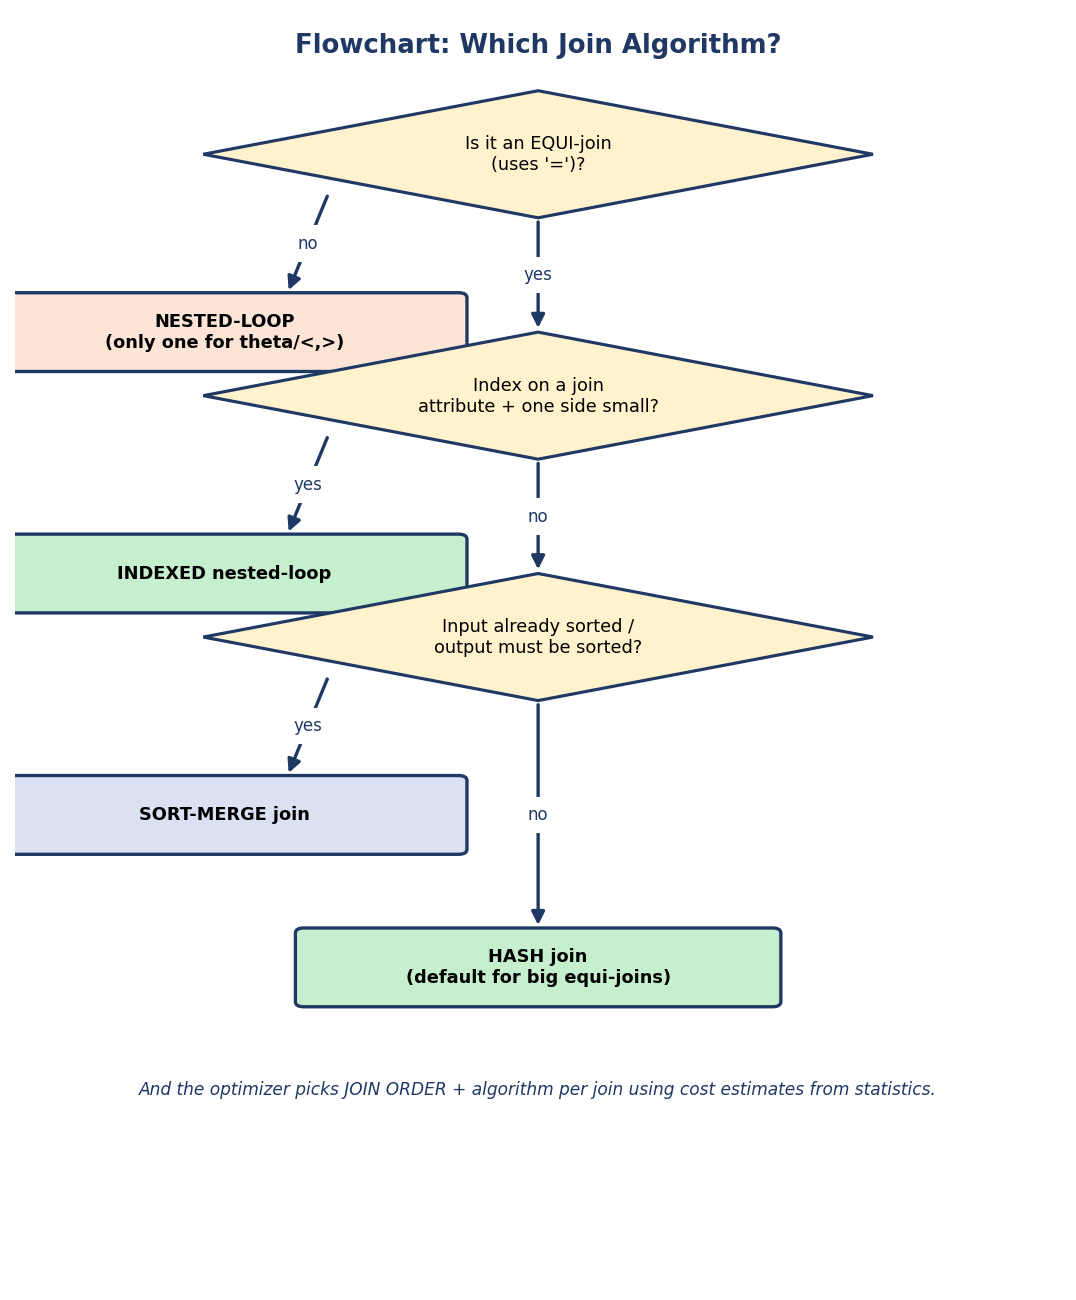 Flowchart: Which Join Algorithm?
Is it an EQUI-join
(uses '=')?
no
yes
NESTED-LOOP
(only one for theta/<,>)
Index on a join
attribute + one side small?
yes
no
INDEXED nested-loop
Input already sorted /
output must be sorted?
yes
SORT-MERGE join
no
HASH join
(default for big equi-joins)
And the optimizer picks JOIN ORDER + algorithm per join using cost estimates from statistics.